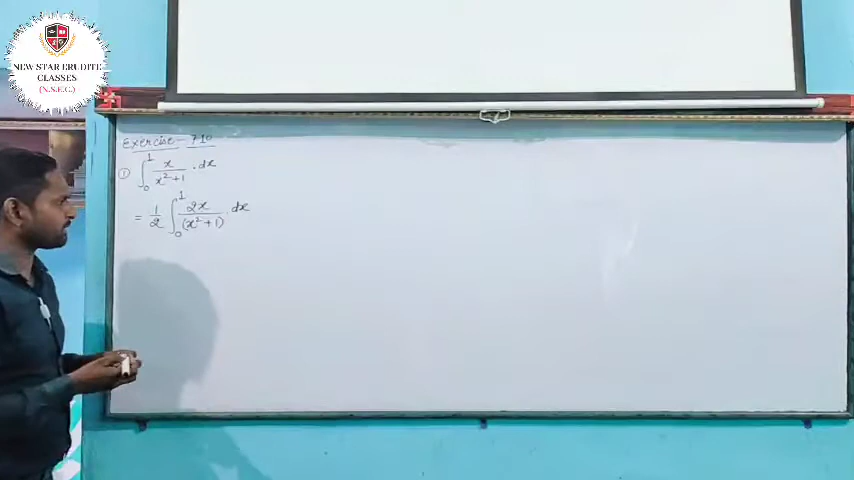 NEW STAR ERUDITE
CLASSES
(N.S.E.C.)
Exercise - 7.10
① ∫₀¹ x/(x²+1) . dx
= 1/2 ∫₀¹ 2x/(x²+1) . dx